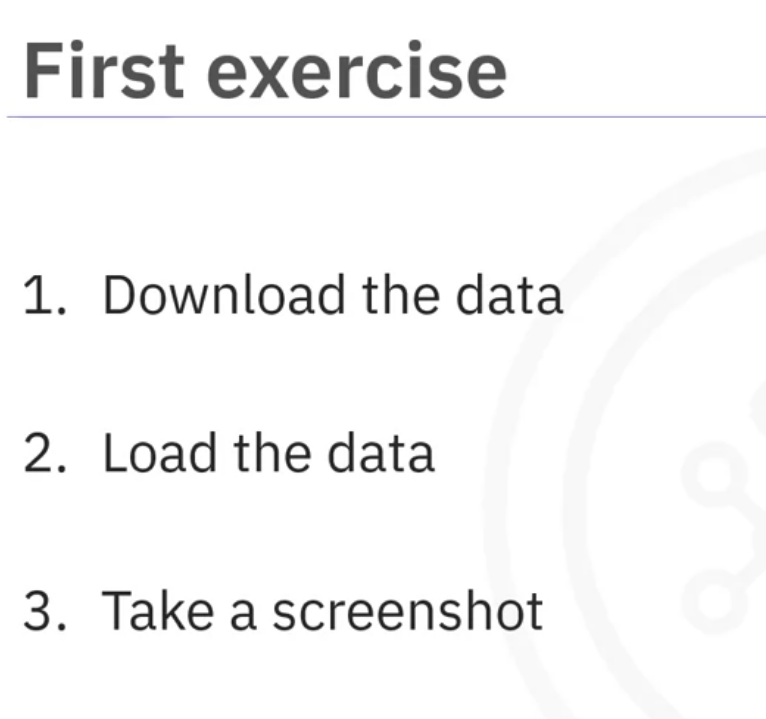 First exercise
1. Download the data
2. Load the data
3. Take a screenshot